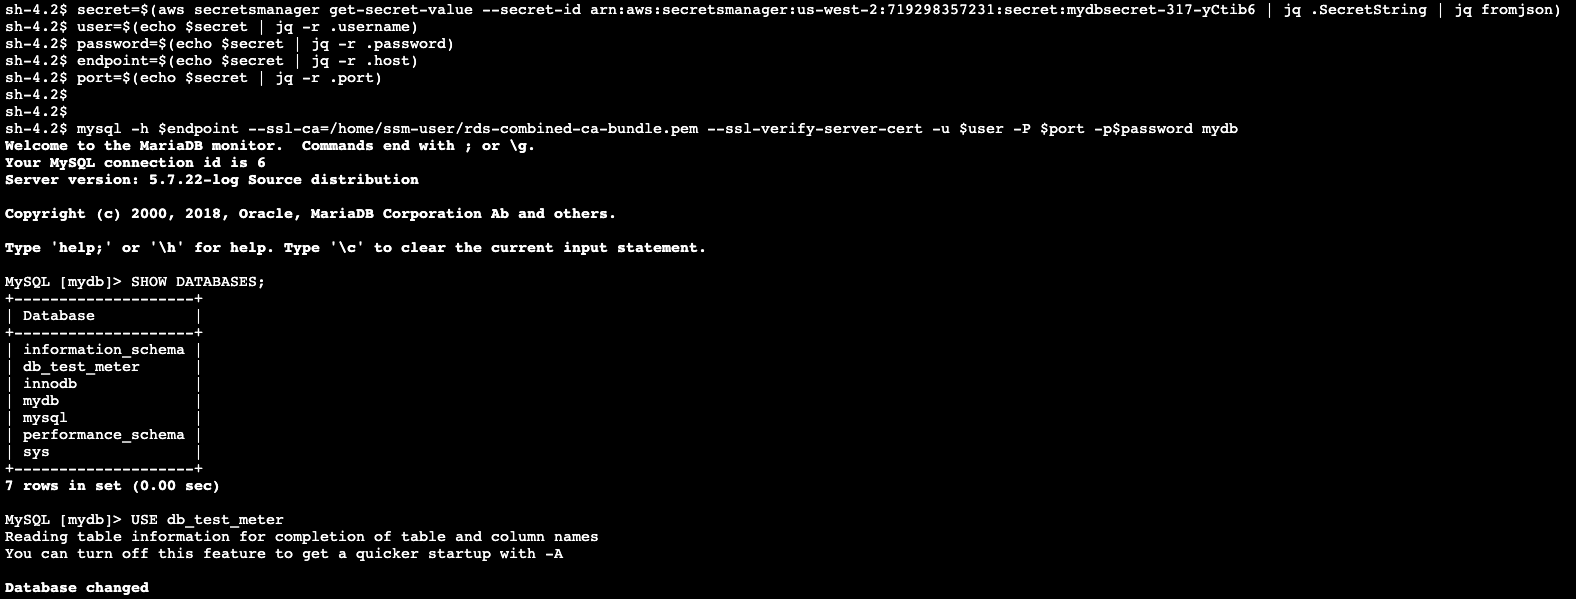 sh-4.2$ secret=$(aws secretsmanager get-secret-value --secret-id arn:aws:secretsmanager:us-west-2:719298357231:secret:mydbsecret-317-yCtib6 | jq .SecretString | jq fromjson)
sh-4.2$ user=$(echo $secret | jq -r .username)
sh-4.2$ password=$(echo $secret | jq -r .password)
sh-4.2$ endpoint=$(echo $secret | jq -r .host)
sh-4.2$ port=$(echo $secret | jq -r .port)
sh-4.2$
sh-4.2$
sh-4.2$ mysql -h $endpoint --ssl-ca=/home/ssm-user/rds-combined-ca-bundle.pem --ssl-verify-server-cert -u $user -P $port -p$password mydb
Welcome to the MariaDB monitor.  Commands end with ; or \g.
Your MySQL connection id is 6
Server version: 5.7.22-log Source distribution

Copyright (c) 2000, 2018, Oracle, MariaDB Corporation Ab and others.

Type 'help;' or '\h' for help. Type '\c' to clear the current input statement.

MySQL [mydb]> SHOW DATABASES;
+--------------------+
| Database           |
+--------------------+
| information_schema |
| db_test_meter      |
| innodb             |
| mydb               |
| mysql              |
| performance_schema |
| sys                |
+--------------------+
7 rows in set (0.00 sec)

MySQL [mydb]> USE db_test_meter
Reading table information for completion of table and column names
You can turn off this feature to get a quicker startup with -A

Database changed